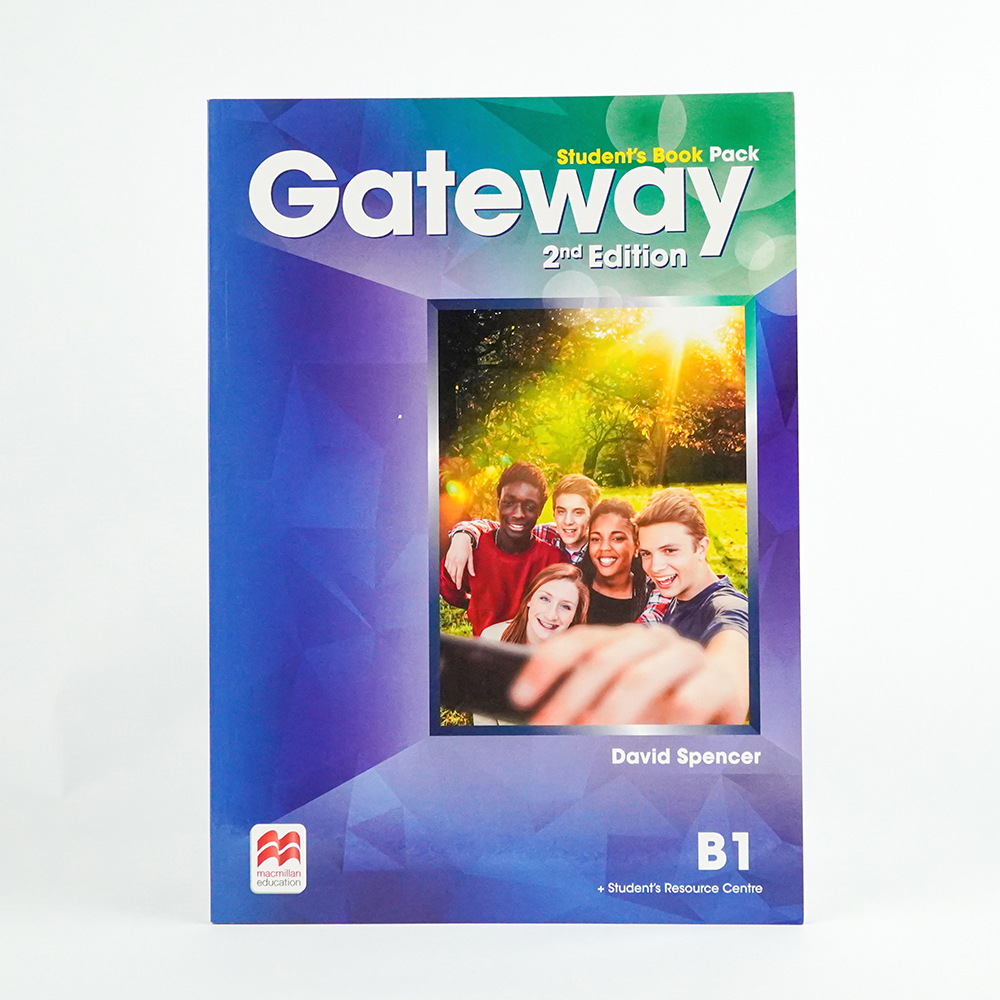 Student's Book Pack
Gateway
2nd Edition
David Spencer
B1
+ Student's Resource Centre
macmillan
education